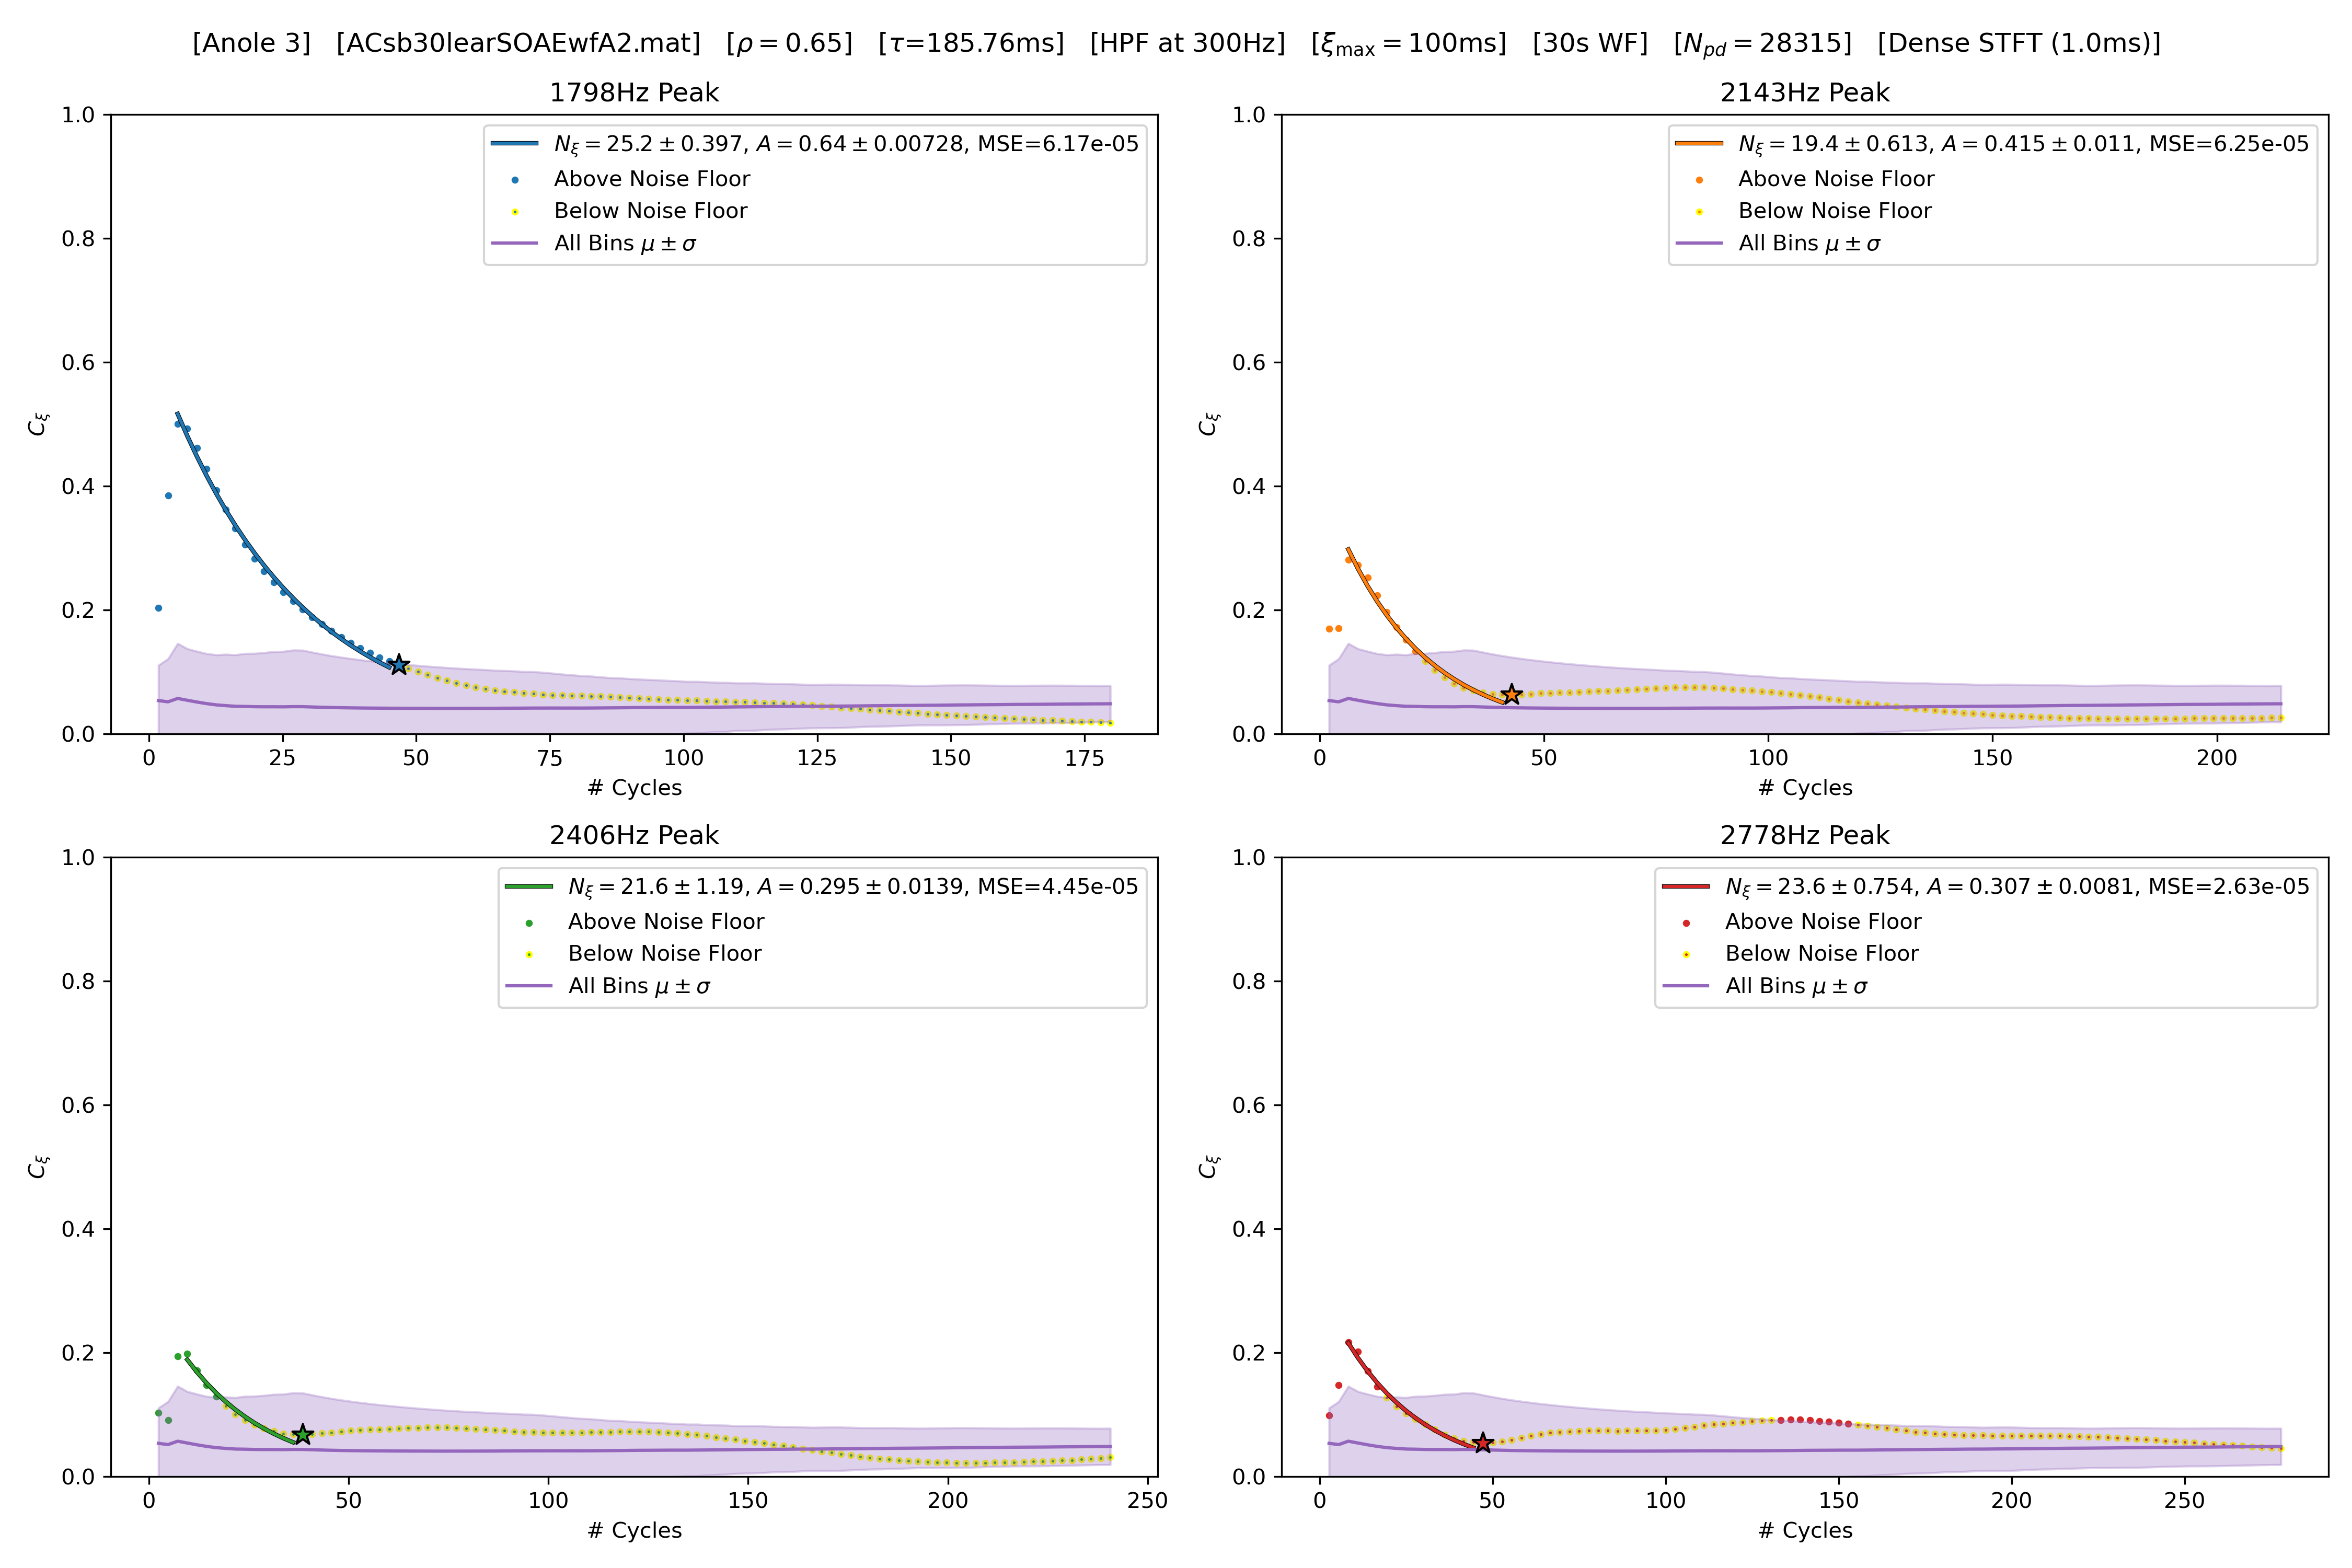 [Anole 3] [ACsb30learSOAEwfA2.mat] [ρ = 0.65] [τ=185.76ms] [HPF at 300Hz] [ξmax = 100ms] [30s WF] [Npd = 28315] [Dense STFT (1.0ms)]
1798Hz Peak
Nξ = 25.2 ± 0.397, A = 0.64 ± 0.00728, MSE=6.17e-05
Above Noise Floor
Below Noise Floor
All Bins μ ± σ
1.0
0.8
0.6
0.4
0.2
0.0
Cξ
0 25 50 75 100 125 150 175
# Cycles
2143Hz Peak
Nξ = 19.4 ± 0.613, A = 0.415 ± 0.011, MSE=6.25e-05
Above Noise Floor
Below Noise Floor
All Bins μ ± σ
1.0
0.8
0.6
0.4
0.2
0.0
Cξ
0 50 100 150 200
# Cycles
2406Hz Peak
Nξ = 21.6 ± 1.19, A = 0.295 ± 0.0139, MSE=4.45e-05
Above Noise Floor
Below Noise Floor
All Bins μ ± σ
1.0
0.8
0.6
0.4
0.2
0.0
Cξ
0 50 100 150 200 250
# Cycles
2778Hz Peak
Nξ = 23.6 ± 0.754, A = 0.307 ± 0.0081, MSE=2.63e-05
Above Noise Floor
Below Noise Floor
All Bins μ ± σ
1.0
0.8
0.6
0.4
0.2
0.0
Cξ
0 50 100 150 200 250
# Cycles